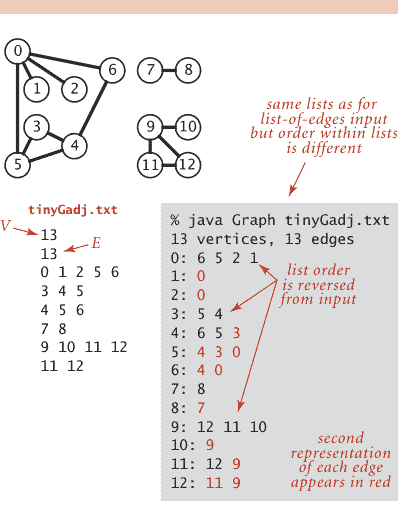 0
6
7 8
1 2
3
4
5
9 10
11 12
same lists as for
list-of-edges input
but order within lists
is different
tinyGadj.txt
V
13
E
13
0 1 2 5 6
3 4 5
4 5 6
7 8
9 10 11 12
11 12
% java Graph tinyGadj.txt
13 vertices, 13 edges
0: 6 5 2 1
1: 0
2: 0
3: 5 4
4: 6 5 3
5: 4 3 0
6: 4 0
7: 8
8: 7
9: 12 11 10
10: 9
11: 12 9
12: 11 9
list order
is reversed
from input
second
representation
of each edge
appears in red